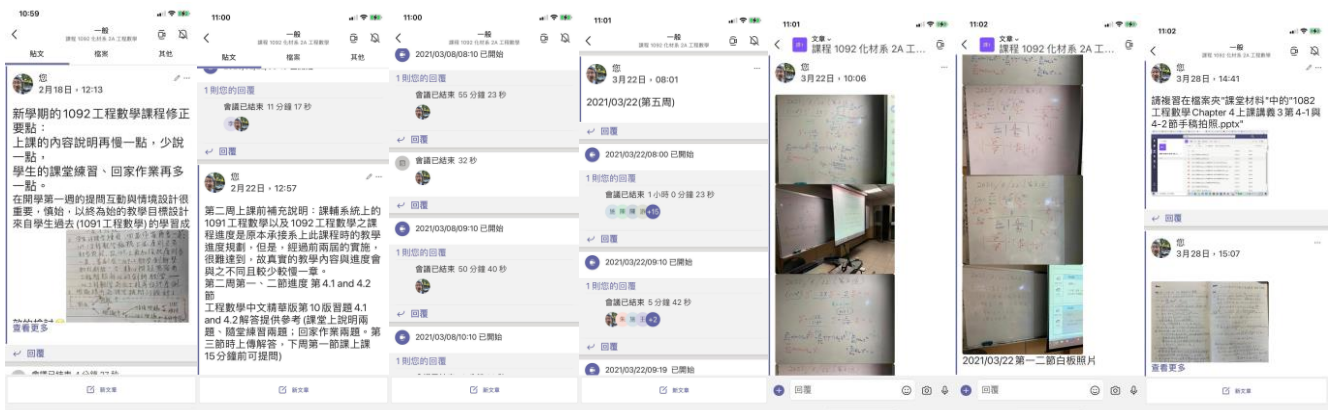 10:59
一般
課程 1092 化材系 2A 工程數學
貼文
檔案
其他
您
2月18日,12:13
新學期的1092工程數學課程修正
要點:
上課的內容說明再慢一點,少說
一點,
學生的課堂練習、回家作業再多
一點。
在開學第一週的提問互動與情境設計很
重要,慎始,以終為始的教學目標設計
來自學生過去(1091工程數學)的學習成
查看更多
回覆
新文章
11:00
一般
課程 1092 化材系 2A 工程數學
貼文
檔案
其他
1 則您的回覆
會議已結束 11 分鐘 17 秒
回覆
您
2月22日,12:57
第二周上課前補充說明:課輔系統上的
1091工程數學以及1092工程數學之課
程進度是原本承接系上此課程時的教學
進度規劃,但是,經過前兩屆的實施,
很難達到,故真實的教學內容與進度會
與之不同且較少較慢一章。
第二周第一、二節進度 第 4.1 and 4.2
節
工程數學中文精華版第10版習題 4.1
and 4.2解答提供參考(課堂上說明兩
題、隨堂練習兩題;回家作業兩題。第
三節時上傳解答,下周第一節課上課
15分鐘前可提問)
新文章
11:00
一般
課程 1092 化材系 2A 工程數學
2021/03/08/08:10 已開始
1 則您的回覆
會議已結束 55 分鐘 23 秒
回覆
會議已結束 32 秒
回覆
2021/03/08/09:10 已開始
1 則您的回覆
會議已結束 50 分鐘 40 秒
回覆
2021/03/08/10:10 已開始
1 則您的回覆
新文章
11:01
一般
課程 1092 化材系 2A 工程數學
您
3月22日,08:01
2021/03/22(第五周)
回覆
2021/03/22/08:00 已開始
1 則您的回覆
會議已結束 1 小時 0 分鐘 23 秒
+15
回覆
2021/03/22/09:10 已開始
1 則您的回覆
會議已結束 5 分鐘 42 秒
+2
回覆
2021/03/22/09:19 已開始
新文章
11:01
文章
課程 1092 化材系 2A 工...
您
3月22日,10:06
回覆
11:02
文章
課程 1092 化材系 2A 工...
2021/03/22 第一二節白板照片
回覆
11:02
一般
課程 1092 化材系 2A 工程數學
您
3月28日,14:41
請複習在檔案夾"課堂材料"中的"1082
工程數學 Chapter 4 上課講義 3 第 4-1與
4-2節手稿拍照.pptx"
回覆
您
3月28日,15:07
查看更多
回覆
新文章